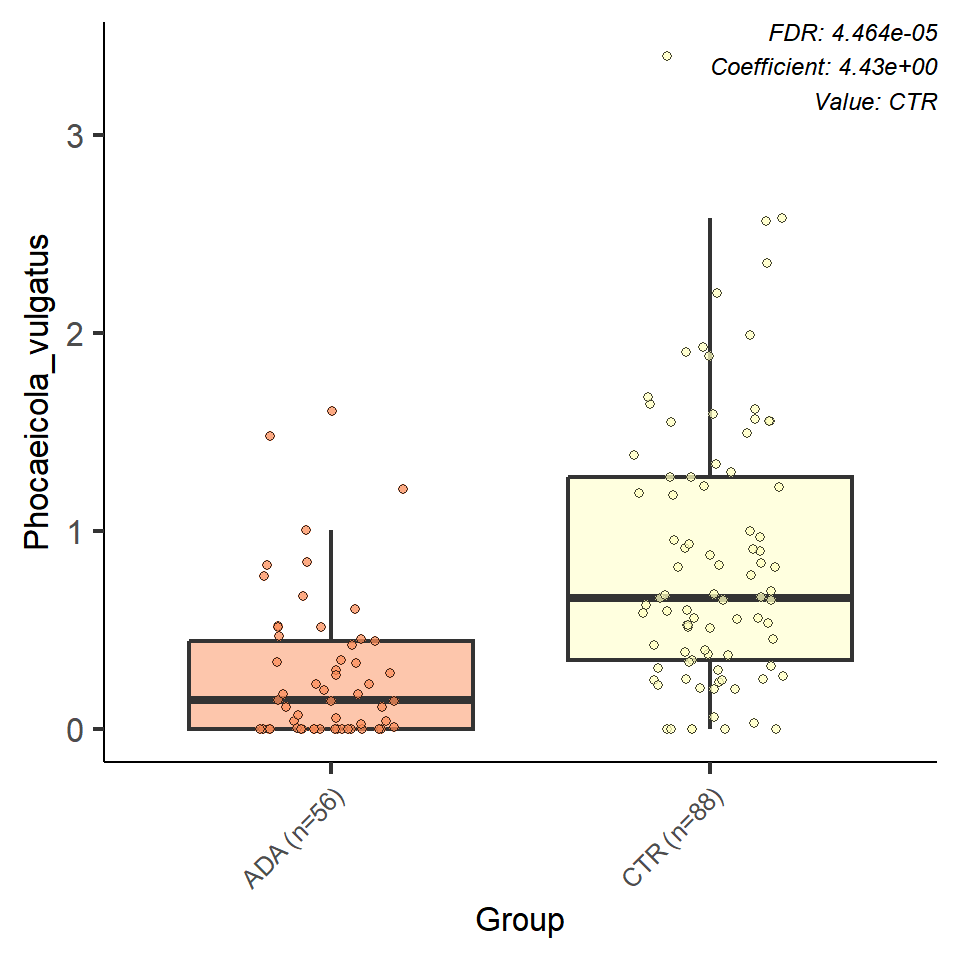 FDR: 4.464e-05
Coefficient: 4.43e+00
Value: CTR
Phocaeicola_vulgatus
3
2
1
0
ADA (n=56)
CTR (n=88)
Group